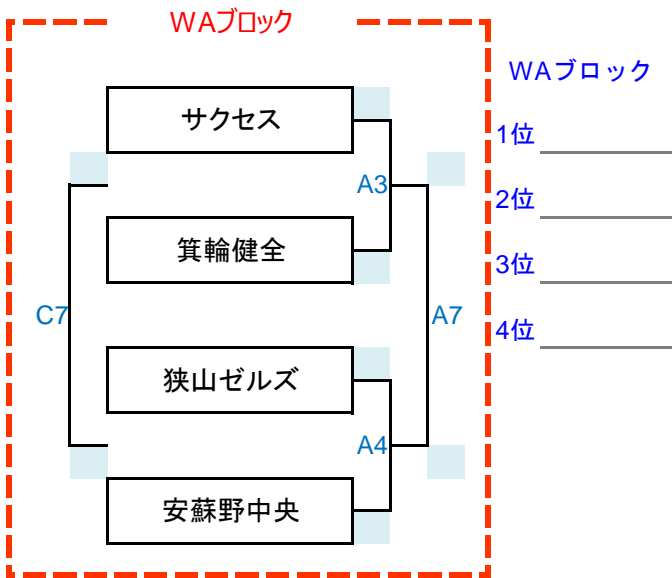 WAブロック
WAブロック
サクセス
1位
A3
2位
箕輪健全
3位
C7
A7
4位
狭山ゼルズ
A4
安蘇野中央